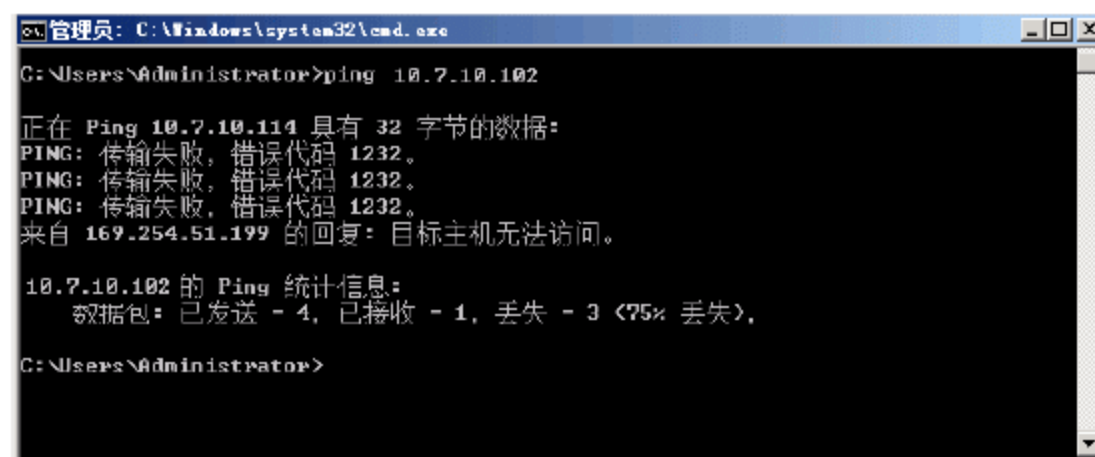 管理员: C:\Windows\system32\cmd.exe
C:\Users\Administrator>ping 10.7.10.102
正在 Ping 10.7.10.114 具有 32 字节的数据:
PING: 传输失败，错误代码 1232。
PING: 传输失败，错误代码 1232。
PING: 传输失败，错误代码 1232。
来自 169.254.51.199 的回复: 目标主机无法访问。
10.7.10.102 的 Ping 统计信息:
数据包: 已发送 = 4，已接收 = 1，丢失 = 3 (75% 丢失)，
C:\Users\Administrator>